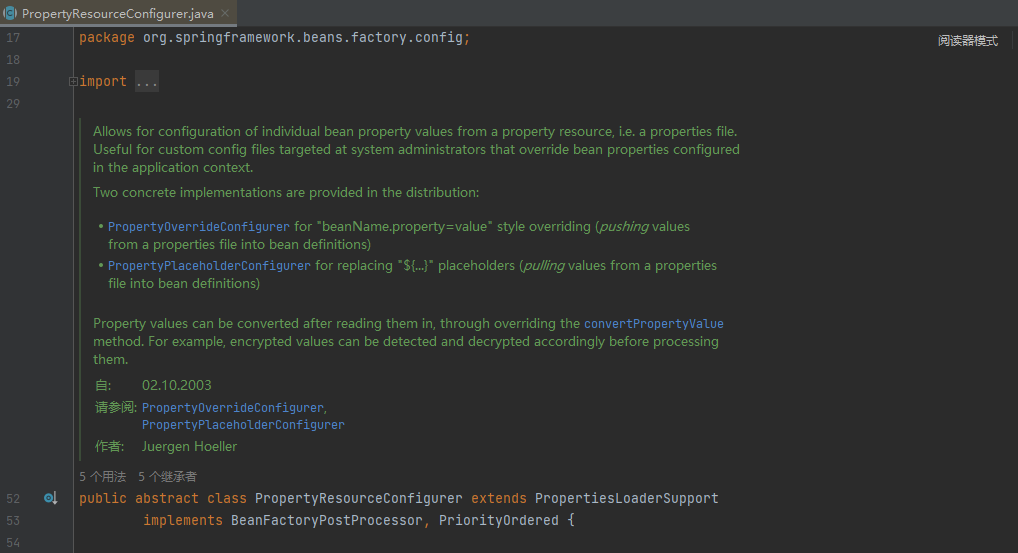 PropertyResourceConfigurer.java
17 package org.springframework.beans.factory.config;
阅读器模式
18
19 import ...
29
Allows for configuration of individual bean property values from a property resource, i.e. a properties file.
Useful for custom config files targeted at system administrators that override bean properties configured
in the application context.
Two concrete implementations are provided in the distribution:
• PropertyOverrideConfigurer for "beanName.property=value" style overriding (pushing values
from a properties file into bean definitions)
• PropertyPlaceholderConfigurer for replacing "${...}" placeholders (pulling values from a properties
file into bean definitions)
Property values can be converted after reading them in, through overriding the convertPropertyValue
method. For example, encrypted values can be detected and decrypted accordingly before processing
them.
自: 02.10.2003
请参阅: PropertyOverrideConfigurer,
PropertyPlaceholderConfigurer
作者: Juergen Hoeller
5 个用法 5 个继承者
52 public abstract class PropertyResourceConfigurer extends PropertiesLoaderSupport
53 implements BeanFactoryPostProcessor, PriorityOrdered {
54